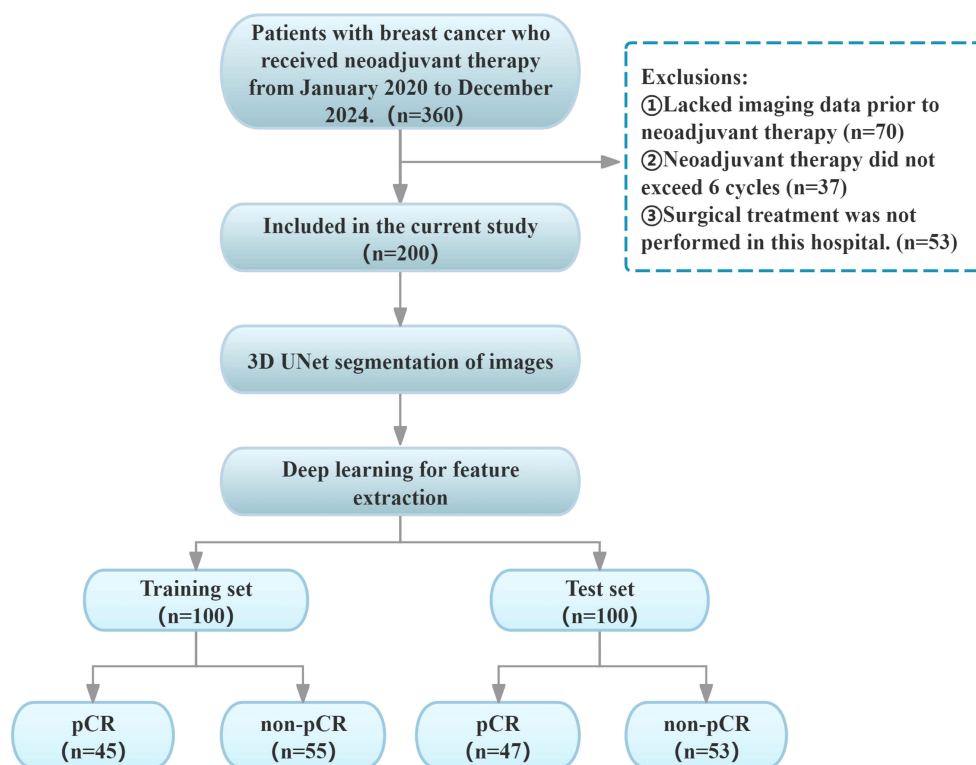 Patients with breast cancer who
received neoadjuvant therapy
from January 2020 to December
2024.（n=360）
Exclusions:
①Lacked imaging data prior to
neoadjuvant therapy (n=70)
②Neoadjuvant therapy did not
exceed 6 cycles (n=37)
③Surgical treatment was not
performed in this hospital. (n=53)
Included in the current study
（n=200）
3D UNet segmentation of images
Deep learning for feature
extraction
Training set
（n=100）
Test set
（n=100）
pCR
（n=45）
non-pCR
（n=55）
pCR
（n=47）
non-pCR
（n=53）